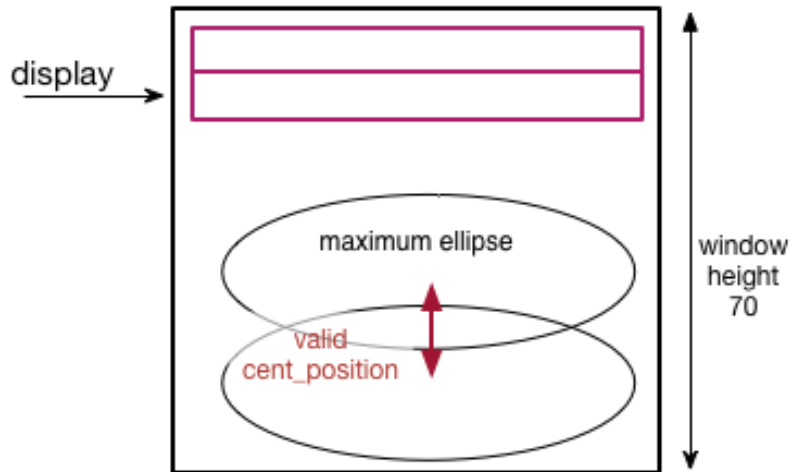 display
maximum ellipse
window
height
70
valid
cent_position